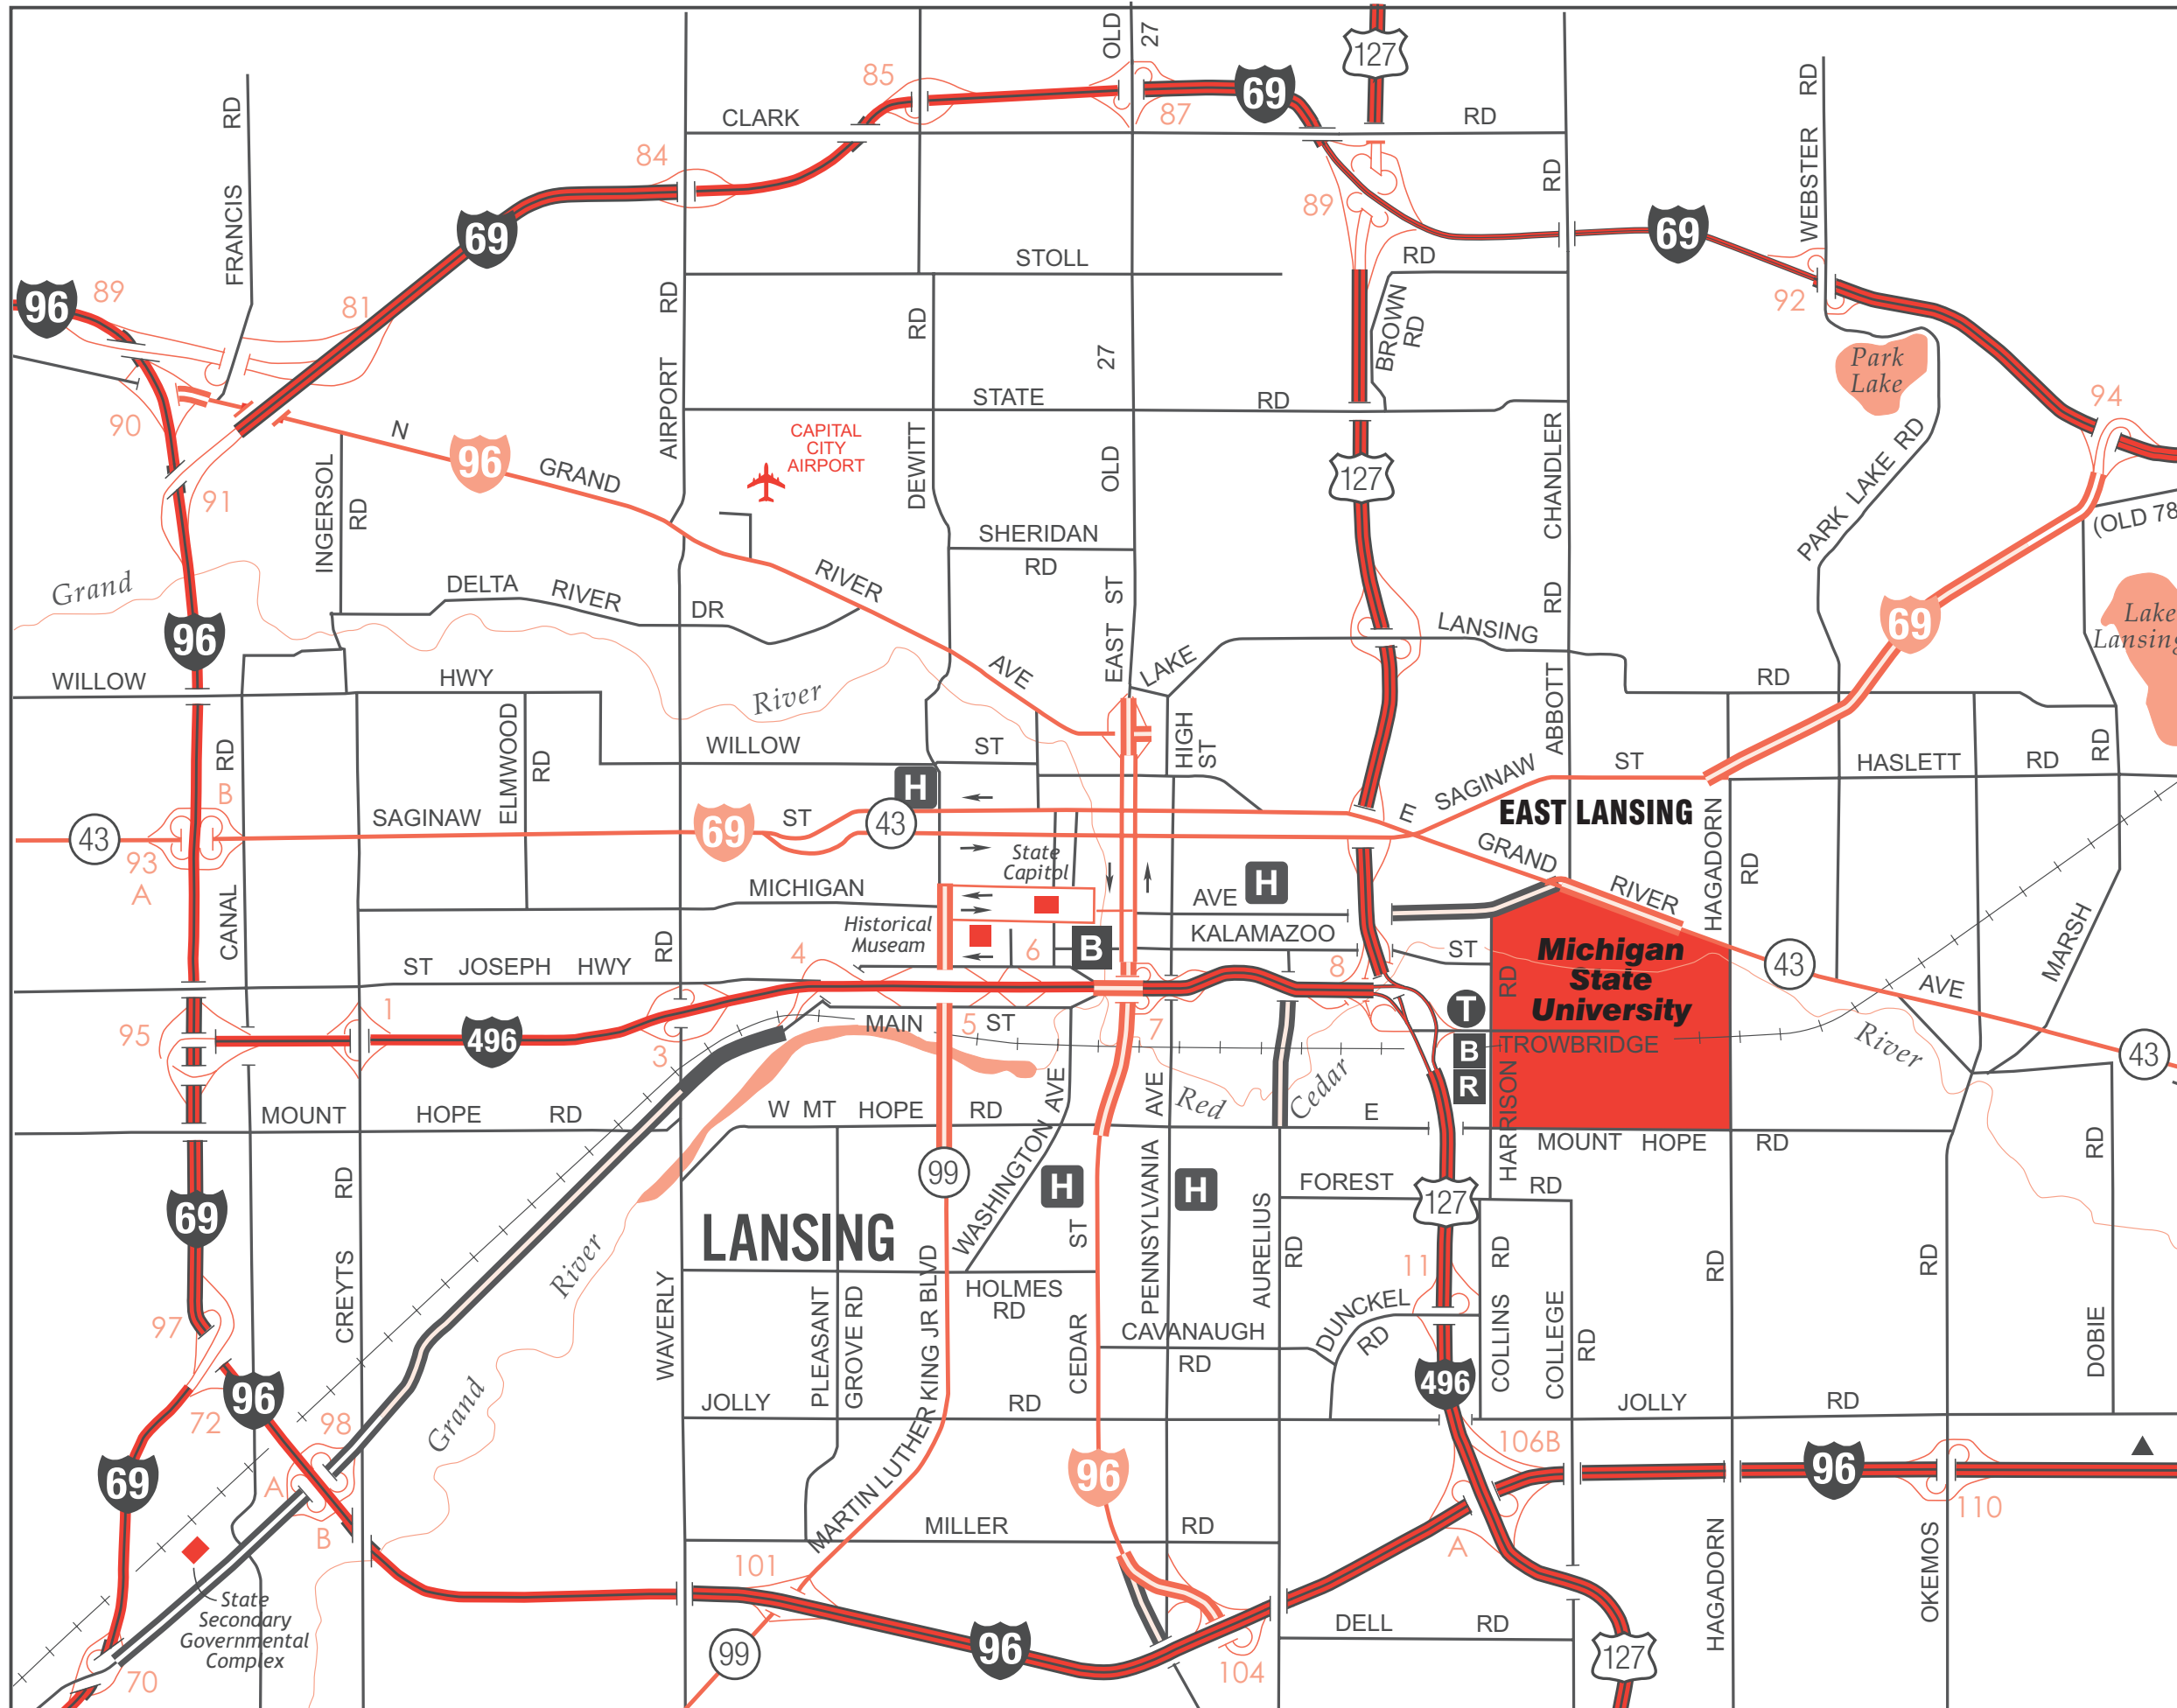 OLD
27
127
85
69
87
CLARK
RD
RD
WEBSTER
RD
84
FRANCIS
RD
69
89
RD
69
STOLL
RD
96
89
81
RD
AIRPORT
RD
BROWN
RD
92
Park
Lake
27
OLD
STATE
RD
94
90
N
96
GRAND
CAPITAL
CITY
AIRPORT
DEWITT
127
CHANDLER
RD
PARK LAKE RD
91
INGERSOL
RD
(OLD 78
SHERIDAN
RD
Grand
DELTA
RIVER
DR
RIVER
EAST ST
LANSING
69
Lake
Lansing
96
WILLOW
HWY
AVE
LAKE
RD
River
ELMWOOD
RD
WILLOW
ST
HIGH
ST
ABBOTT
RD
B
H
SAGINAW
ST
HASLETT
RD
RD
43
SAGINAW
69
ST
43
E
EAST LANSING
93
A
State
Capitol
GRAND
HAGADORN
RD
CANAL
MICHIGAN
AVE
H
RIVER
Historical
Museam
B
KALAMAZOO
ST
Michigan
State
University
43
MARSH
ST JOSEPH HWY
RD
4
6
8
RD
AVE
95
1
496
3
MAIN
5
ST
7
T
B
R
TROWBRIDGE
River
43
MOUNT
HOPE
RD
W MT HOPE
RD
WASHINGTON AVE
AVE
Red
Cedar
E
HARRISON
MOUNT HOPE
RD
RD
69
RD
CREYTS
99
H
H
FOREST
RD
127
LANSING
River
WAVERLY
ST
PENNSYLVANIA
AURELIUS
RD
11
RD
RD
RD
HOLMES
RD
97
PLEASANT
GROVE RD
CEDAR
CAVANAUGH
RD
DUNCKEL
RD
COLLINS
COLLEGE
RD
DOBIE
96
496
72
98
Grand
JOLLY
RD
MARTIN LUTHER KING JR BLVD
JOLLY
RD
69
A
B
96
106B
96
110
MILLER
RD
A
101
HAGADORN
OKEMOS
State
Secondary
Governmental
Complex
70
99
96
104
DELL
RD
127